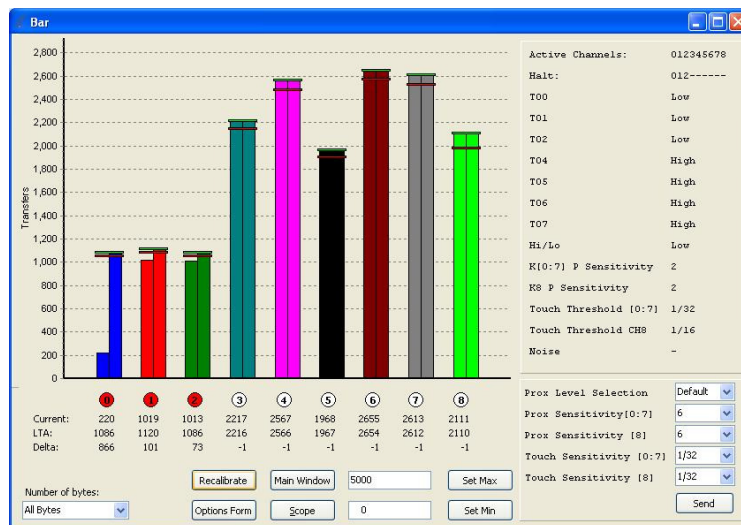 Bar
2,800
2,600
2,400
2,200
2,000
1,800
1,600
1,400
1,200
1,000
800
600
400
200
0
Transfers
0 1 2 3 4 5 6 7 8
Current: 220 1019 1013 2217 2567 1968 2655 2613 2111
LTA: 1086 1120 1086 2216 2566 1967 2654 2612 2110
Delta: 866 101 73 -1 -1 -1 -1 -1 -1
Number of bytes:
All Bytes
Recalibrate Main Window 5000 Set Max
Options Form Scope 0 Set Min
Active Channels: 012345678
Halt: 012------
T00 Low
T01 Low
T02 Low
T04 High
T05 High
T06 High
T07 High
Hi/Lo Low
K[0:7] P Sensitivity 2
K8 P Sensitivity 2
Touch Threshold [0:7] 1/32
Touch Threshold CH8 1/16
Noise -
Prox Level Selection Default
Prox Sensitivity[0:7] 6
Prox Sensitivity [8] 6
Touch Sensitivity [0:7] 1/32
Touch Sensitivity [8] 1/32
Send